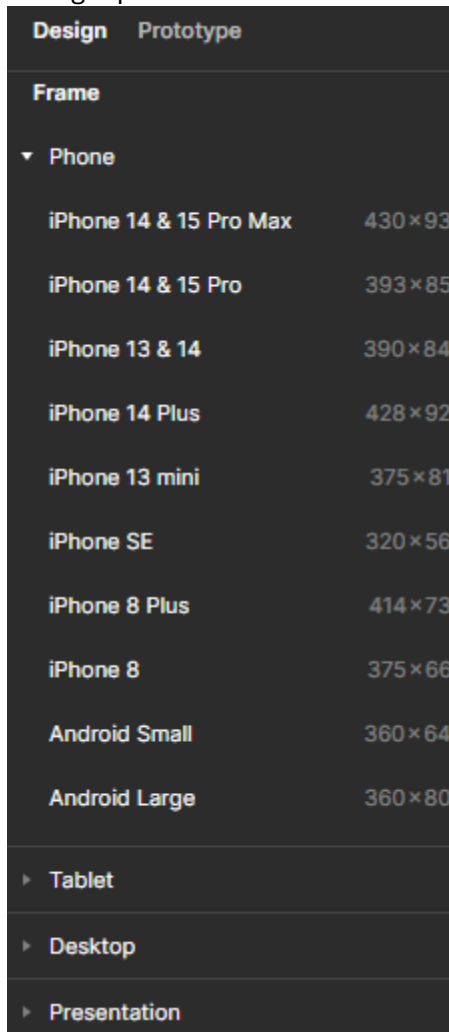 Design Prototype
Frame
Phone
iPhone 14 & 15 Pro Max 430×93
iPhone 14 & 15 Pro 393×85
iPhone 13 & 14 390×84
iPhone 14 Plus 428×92
iPhone 13 mini 375×81
iPhone SE 320×56
iPhone 8 Plus 414×73
iPhone 8 375×66
Android Small 360×64
Android Large 360×80
Tablet
Desktop
Presentation